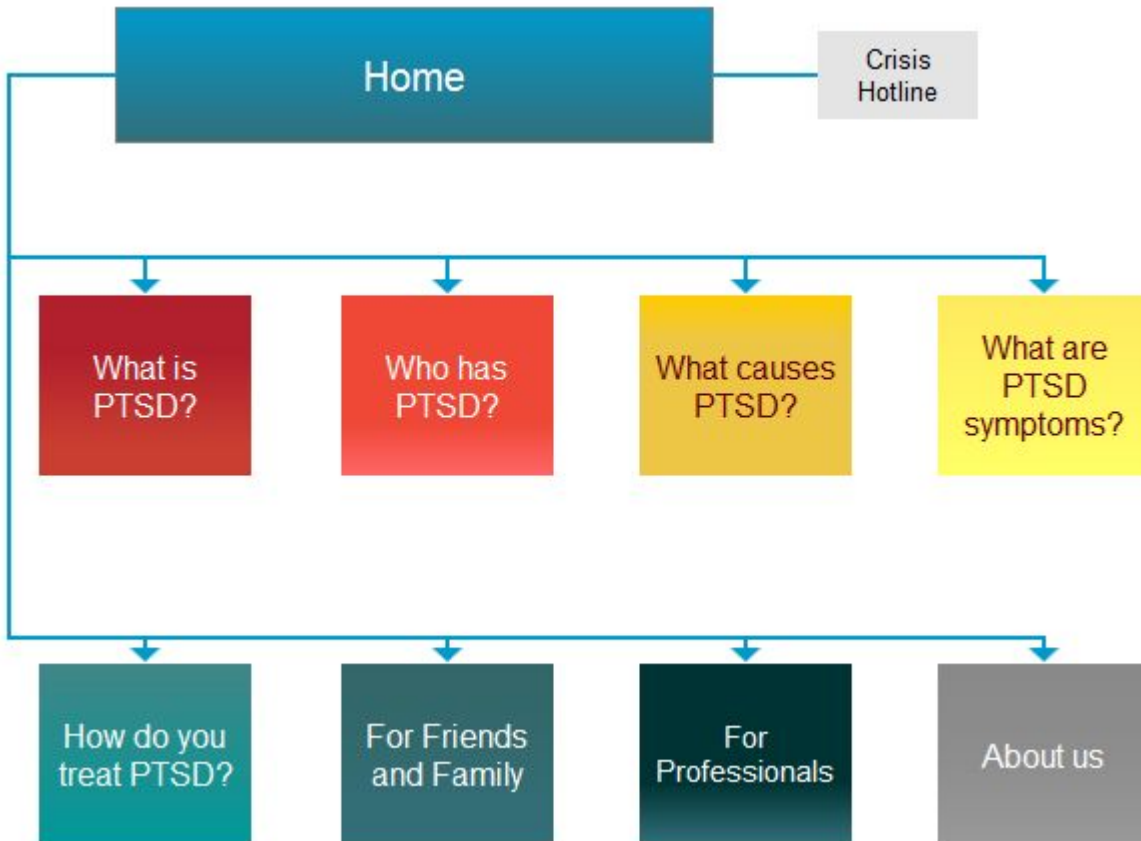 Home
Crisis
Hotline
What is
PTSD?
Who has
PTSD?
What causes
PTSD?
What are
PTSD
symptoms?
How do you
treat PTSD?
For Friends
and Family
For
Professionals
About us